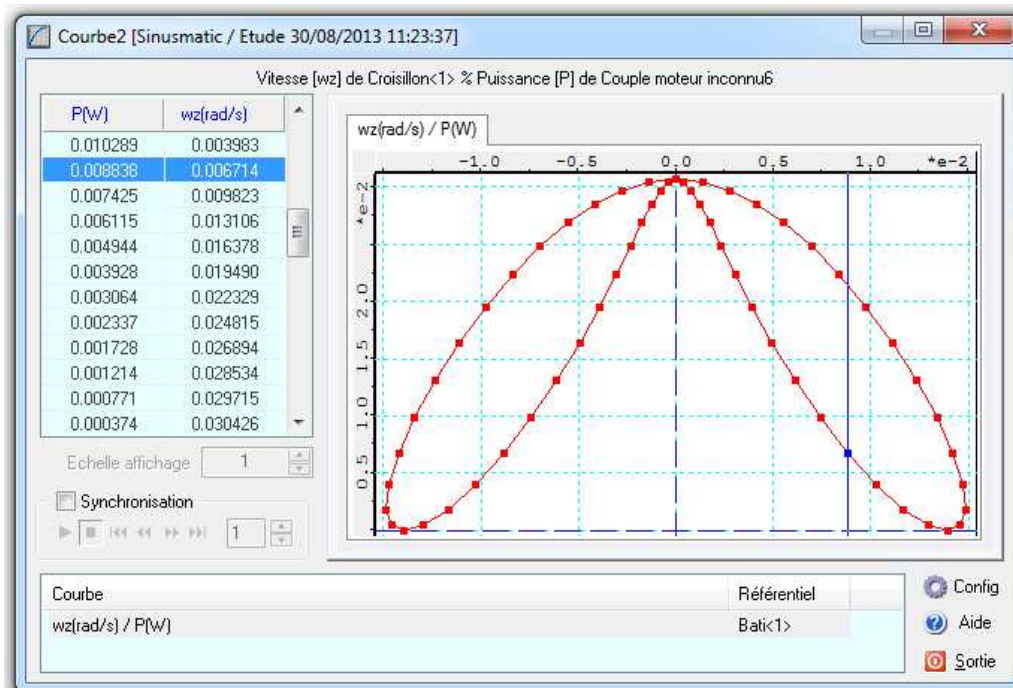 Courbe2 [Sinusmatic / Etude 30/08/2013 11:23:37]
Vitesse [wz] de Croisillon<1> % Puissance [P] de Couple moteur inconnu6
P(W) wz(rad/s)
0.010289 0.003983
0.008838 0.006714
0.007425 0.009823
0.006115 0.013106
0.004944 0.016378
0.003928 0.019490
0.003064 0.022329
0.002337 0.024815
0.001728 0.026894
0.001214 0.028534
0.000771 0.029715
0.000374 0.030426
Echelle affichage 1
Synchronisation
1
wz(rad/s) / P(W)
-1.0 -0.5 0.0 0.5 1.0 *e-2
*e-2
2.0
1.5
1.0
0.5
Courbe Référentiel
wz(rad/s) / P(W) Bati<1>
Config
Aide
Sortie